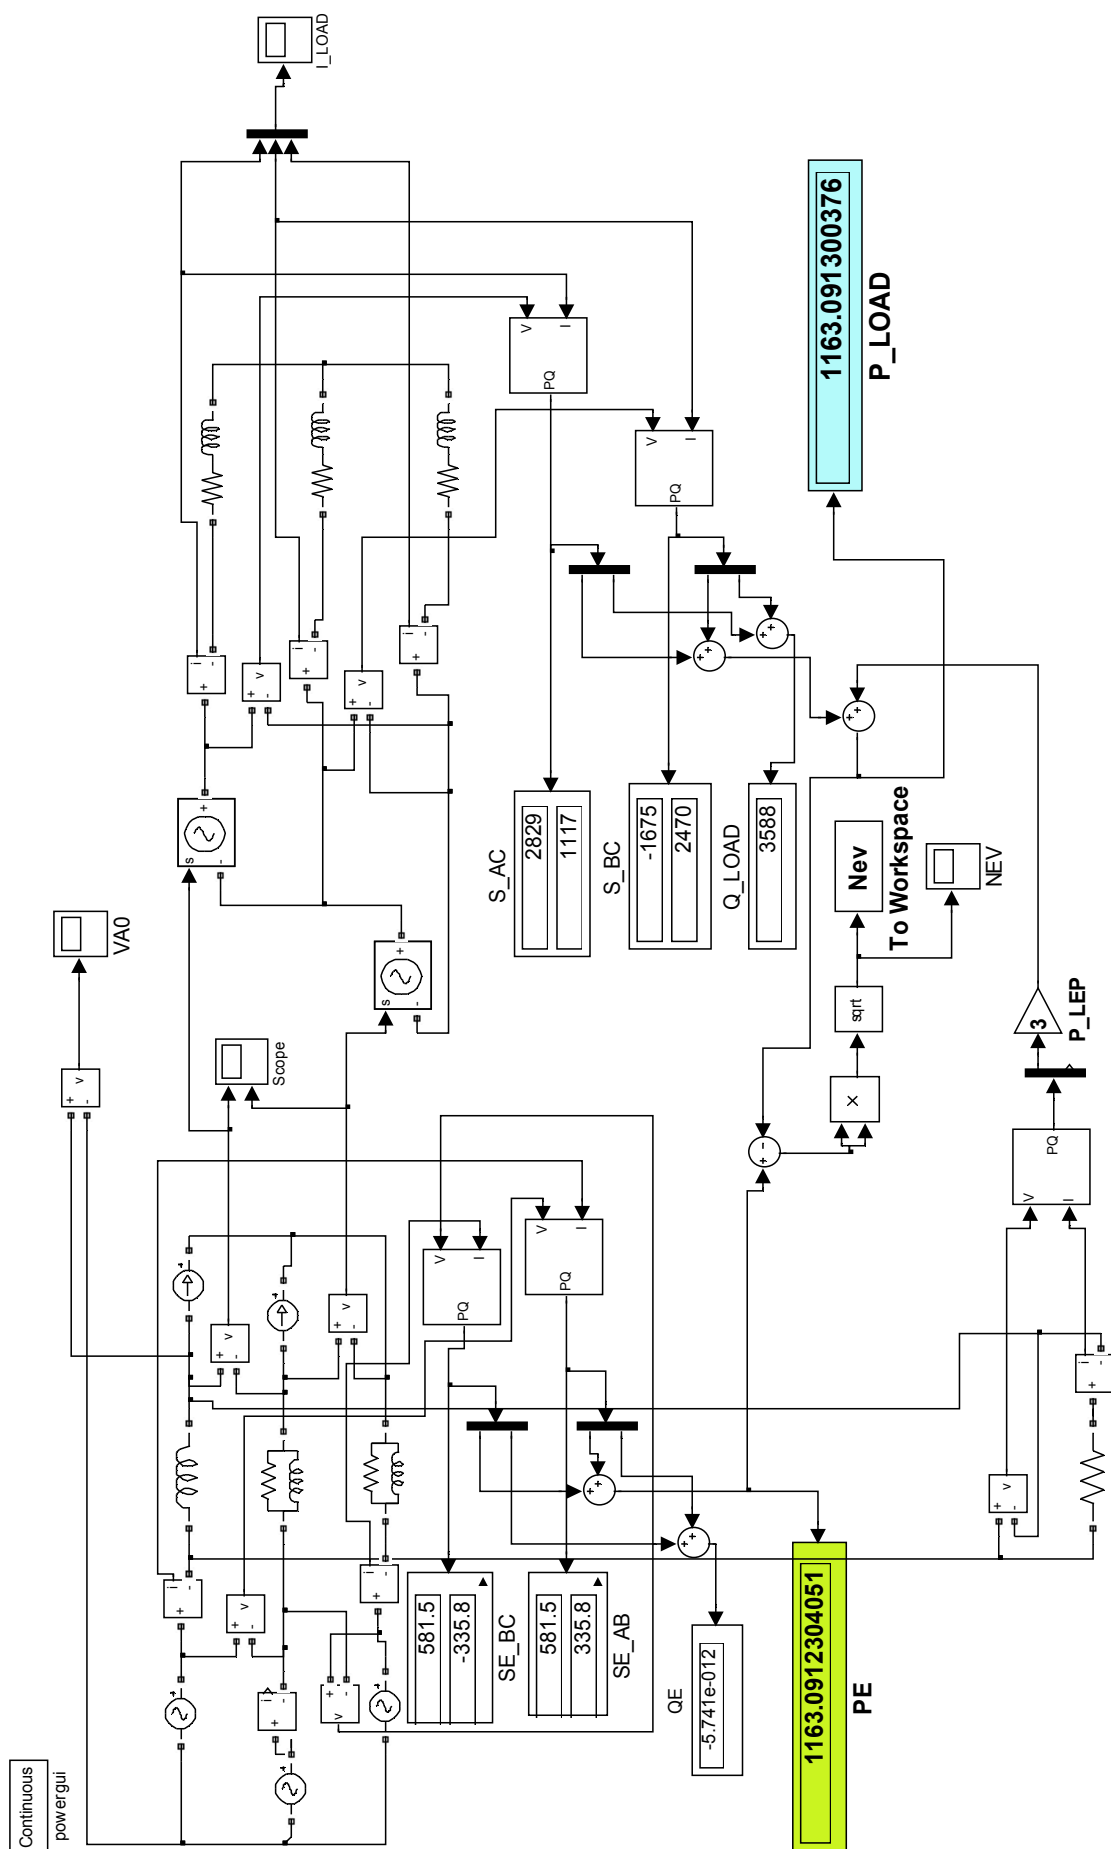 Continuous
powergui
VA0
Scope
I_LOAD
+
-
v
+
-
i
s
+
-
s
+
-
V
I
PQ
V
I
PQ
V
I
PQ
V
I
PQ
2829
1117
S_AC
-1675
2470
S_BC
3588
Q_LOAD
581.5
-335.8
SE_BC
581.5
335.8
SE_AB
-5.741e-012
QE
1163.0912304051
PE
1163.091300376
P_LOAD
Nev
To Workspace
NEV
sqrt
×
3
P_LEP
V
I
PQ